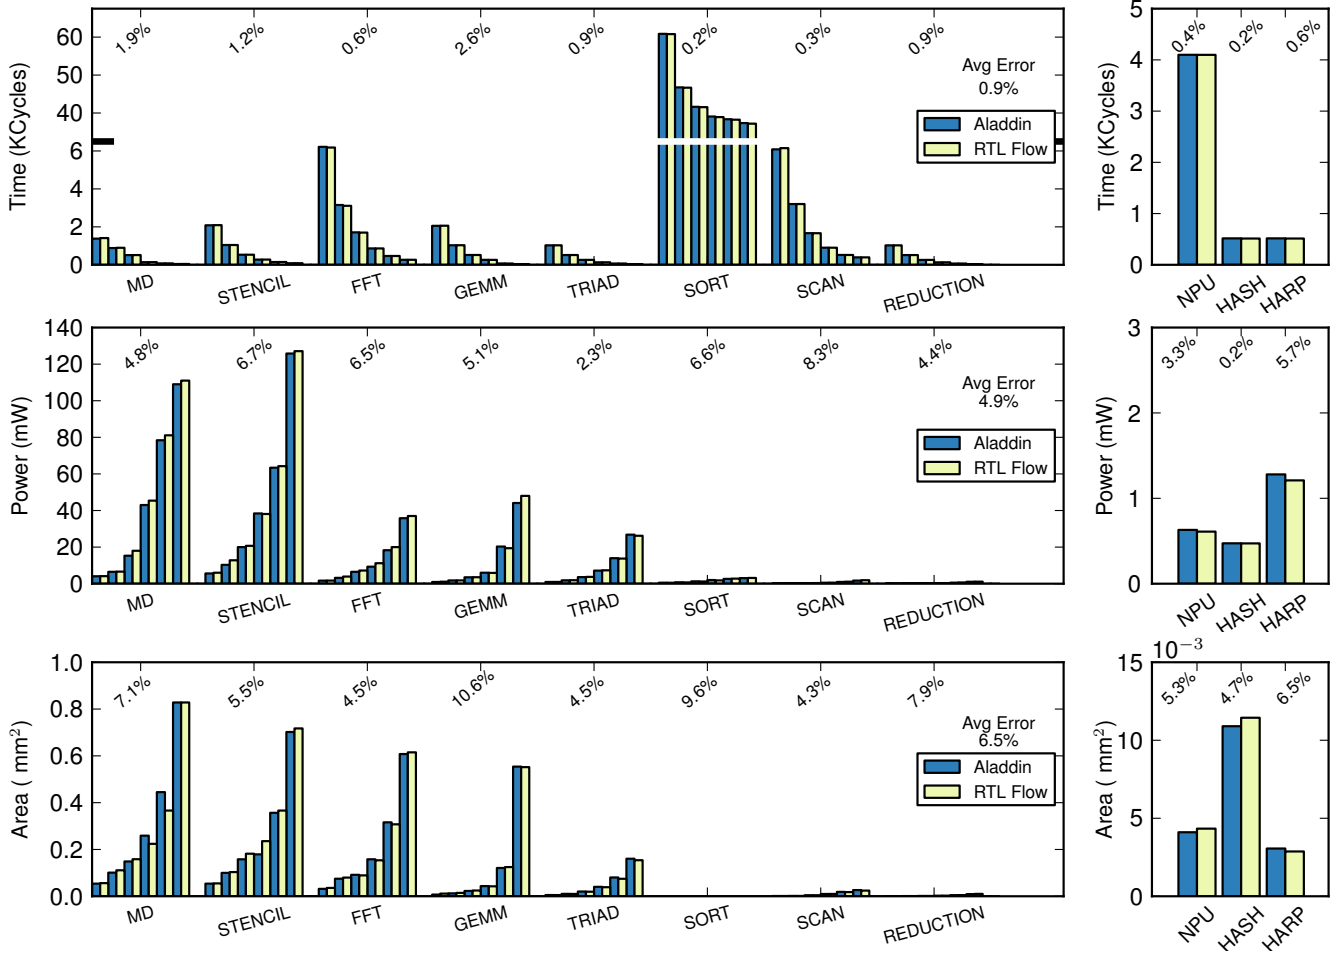 Time (KCycles)
60
50
40
6
4
2
0
1.9%
1.2%
0.6%
2.6%
0.9%
0.2%
0.3%
0.9%
Avg Error
0.9%
Aladdin
RTL Flow
MD
STENCIL
FFT
GEMM
TRIAD
SORT
SCAN
REDUCTION
Time (KCycles)
5
4
3
2
1
0
0.4%
0.2%
0.6%
NPU
HASH
HARP
Power (mW)
140
120
100
80
60
40
20
0
4.8%
6.7%
6.5%
5.1%
2.3%
6.6%
8.3%
4.4%
Avg Error
4.9%
Aladdin
RTL Flow
MD
STENCIL
FFT
GEMM
TRIAD
SORT
SCAN
REDUCTION
Power (mW)
3
2
1
0
3.3%
0.2%
5.7%
NPU
HASH
HARP
Area ( mm²)
1.0
0.8
0.6
0.4
0.2
0.0
7.1%
5.5%
4.5%
10.6%
4.5%
9.6%
4.3%
7.9%
Avg Error
6.5%
Aladdin
RTL Flow
MD
STENCIL
FFT
GEMM
TRIAD
SORT
SCAN
REDUCTION
Area ( mm²)
10⁻³
15
10
5
0
5.3%
4.7%
6.5%
NPU
HASH
HARP